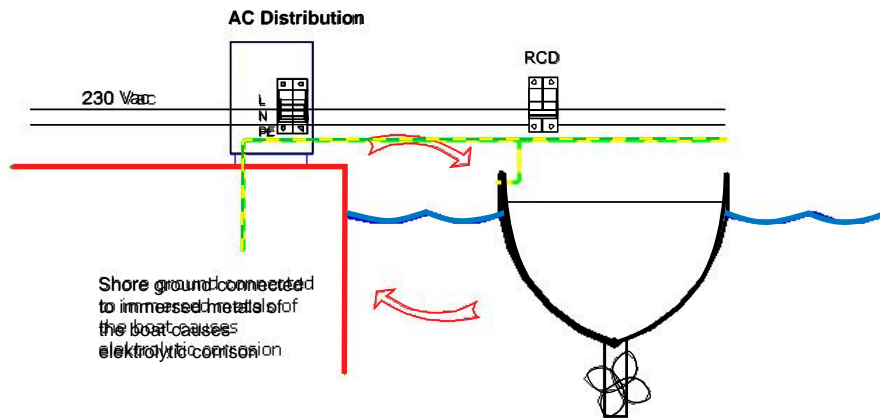 AC Distribution
RCD
230 Vac
L
N
PE
Shore ground connected
to immersed metals of
the boat causes
elektrolytic corrison